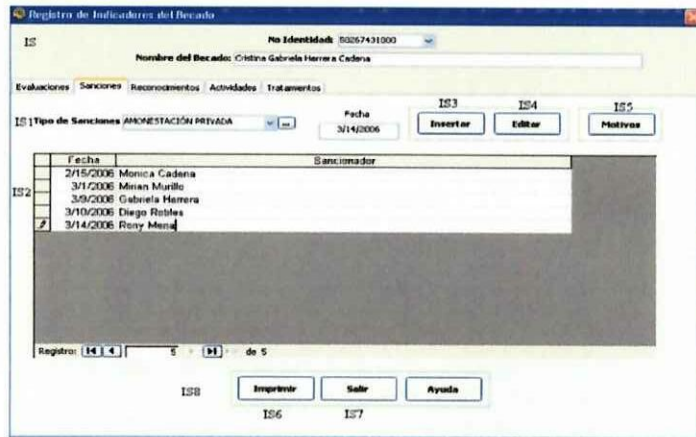 Registro de Indicadores del Becado
IS No Identidad: 50267431000
Nombre del Becado: Cristina Gabriela Herrera Cadena
Evaluaciones Sanciones Reconocimientos Actividades Tratamientos
IS3 IS4 IS5
IS1 Tipo de Sanciones AMONESTACIÓN PRIVADA ... Fecha 3/14/2006 Insertar Editar Motivos
Fecha Sancionador
2/15/2006 Monica Cadena
IS2 3/1/2006 Mirian Murillo
3/9/2006 Gabriela Herrera
3/10/2006 Diego Robles
3/14/2006 Rony Mena
Registro: 5 de 5
IS8 Imprimir Salir Ayuda
IS6 IS7